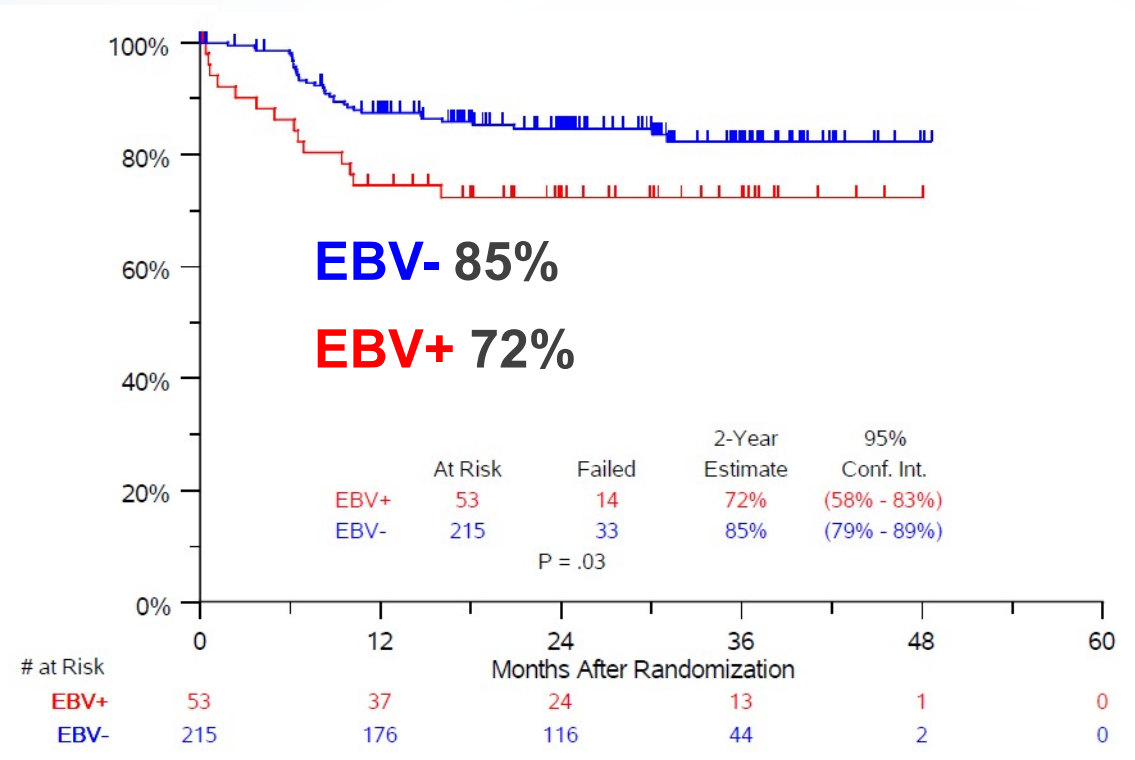 100%
80%
EBV- 85%
60%
EBV+ 72%
40%
2-Year 95%
At Risk Failed Estimate Conf. Int.
20% EBV+ 53 14 72% (58% - 83%)
EBV- 215 33 85% (79% - 89%)
P = .03
0%
0 12 24 36 48 60
# at Risk Months After Randomization
EBV+ 53 37 24 13 1 0
EBV- 215 176 116 44 2 0